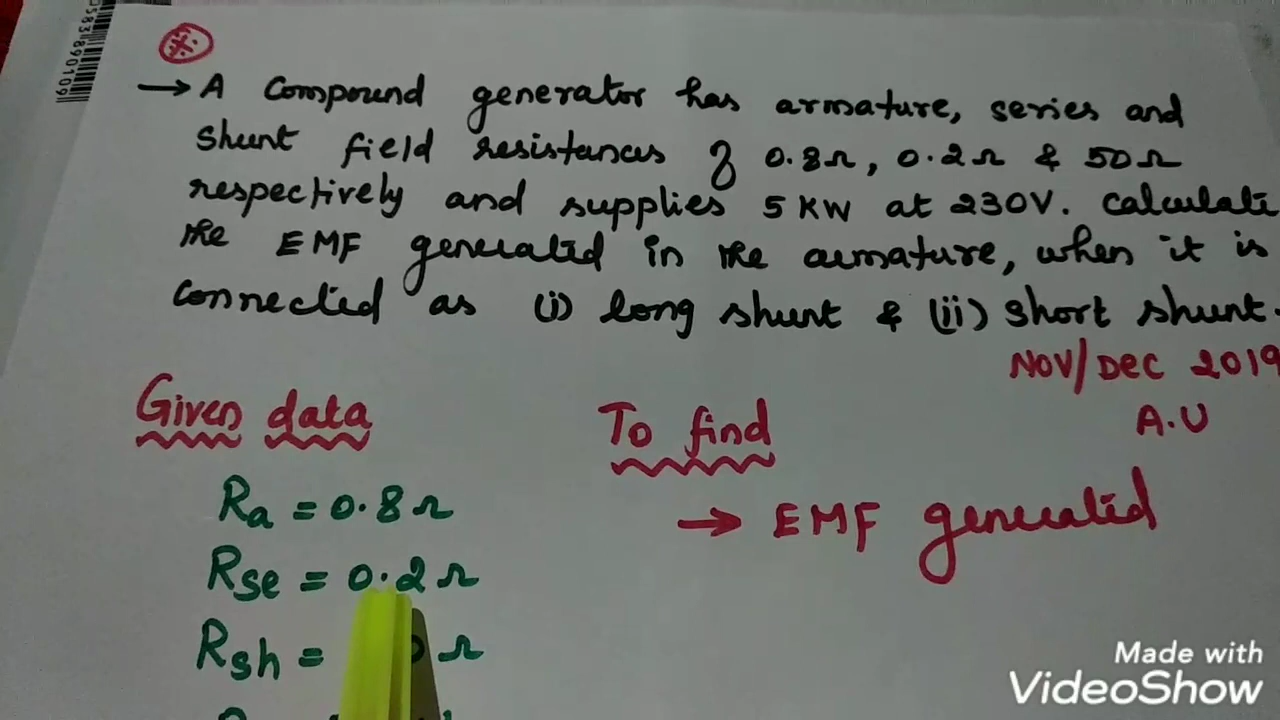 583 890109
→ A Compound generator has armature, series and
Shunt field resistances of 0.8Ω, 0.2Ω & 50Ω
respectively and supplies 5 KW at 230V. Calculate
the EMF generated in the armature, when it is
connected as (i) long shunt & (ii) Short shunt.
NOV/DEC 2019
A.U
Given data
To find
Ra = 0.8Ω
→ EMF generated
Rse = 0.2Ω
Rsh = Ω
Made with
VideoShow